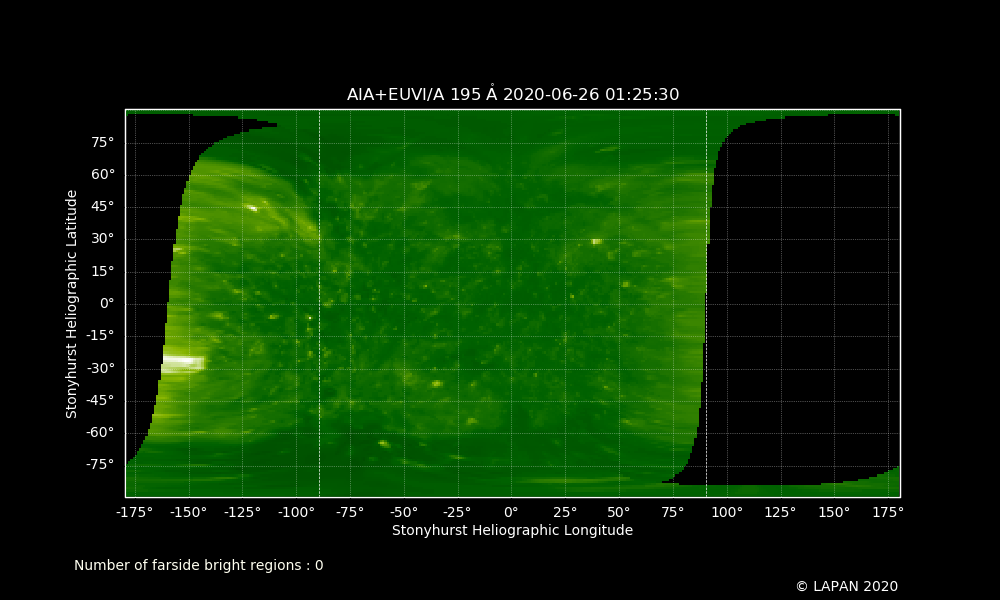 AIA+EUVI/A 195 Å 2020-06-26 01:25:30
Stonyhurst Heliographic Latitude
75°
60°
45°
30°
15°
0°
-15°
-30°
-45°
-60°
-75°
-175° -150° -125° -100° -75° -50° -25° 0° 25° 50° 75° 100° 125° 150° 175°
Stonyhurst Heliographic Longitude
Number of farside bright regions : 0
© LAPAN 2020